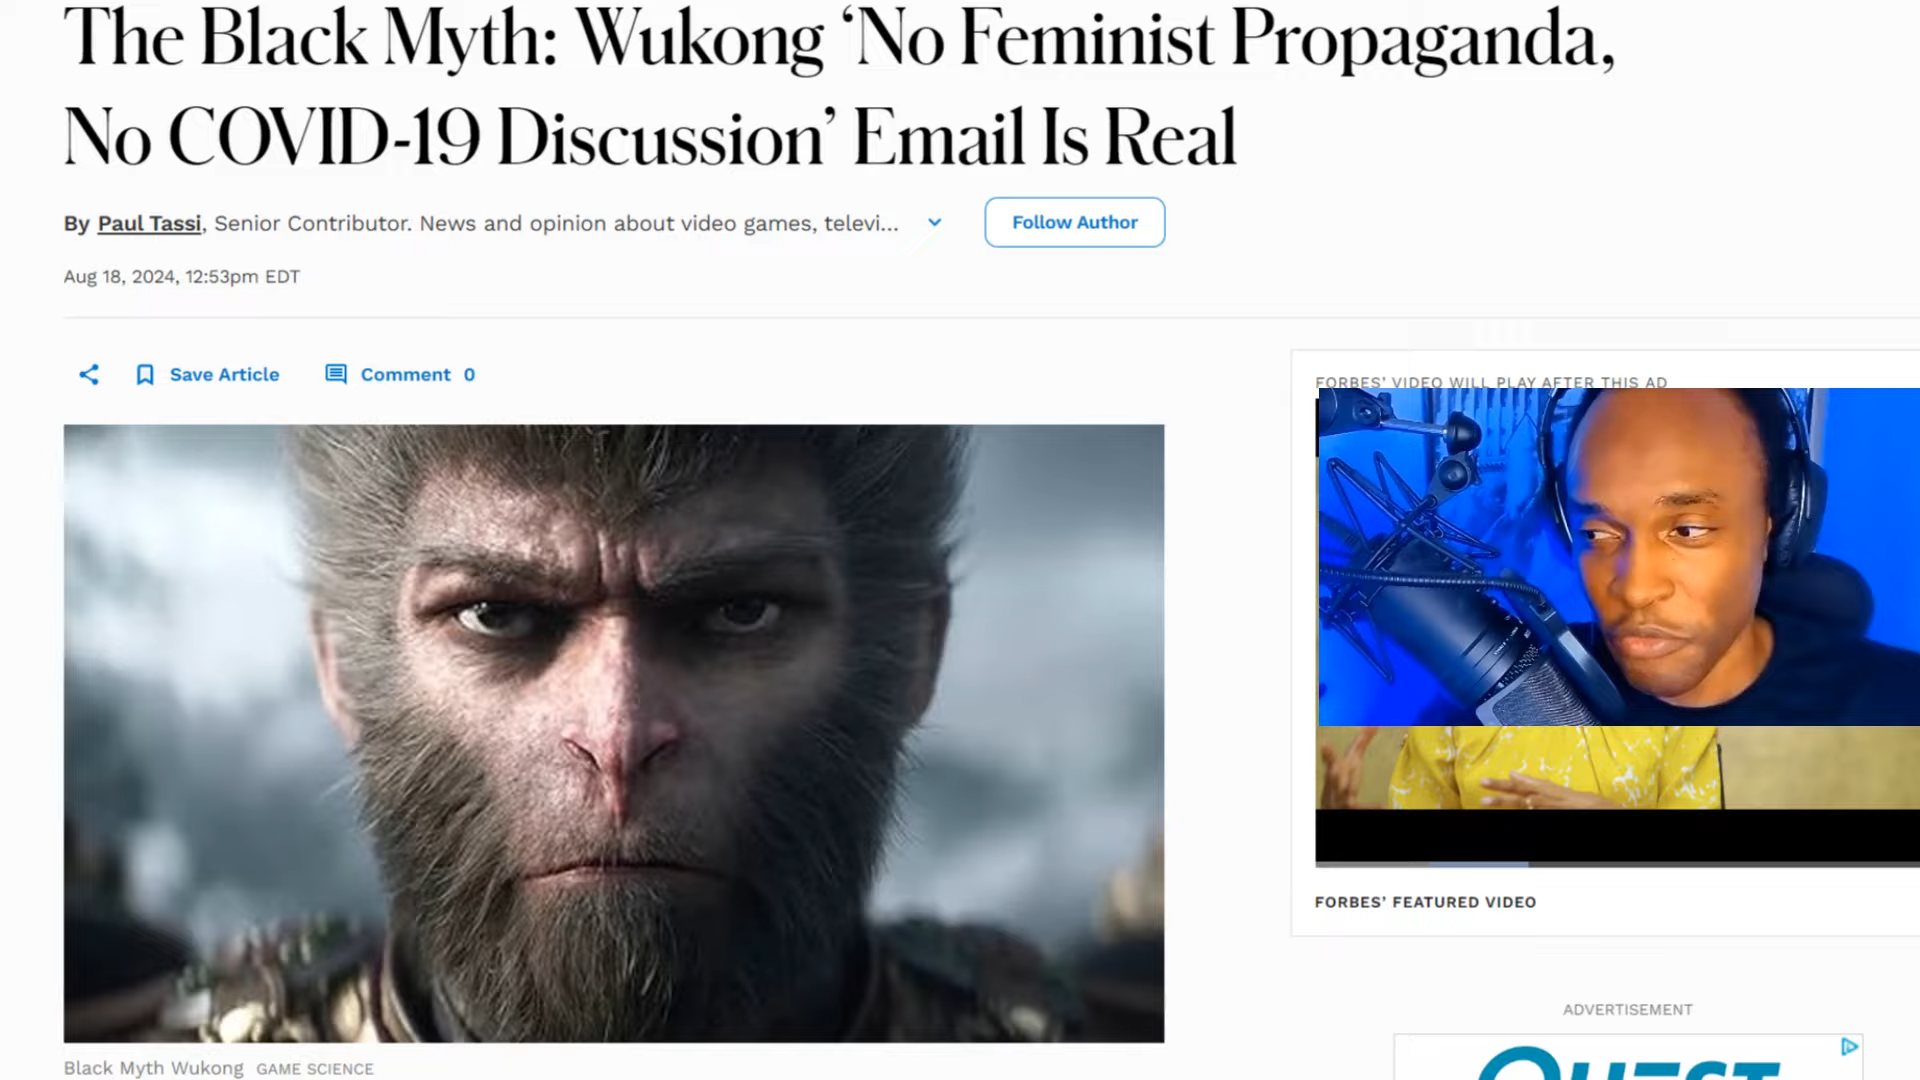 The Black Myth: Wukong ‘No Feminist Propaganda,
No COVID-19 Discussion’ Email Is Real
By Paul Tassi, Senior Contributor. News and opinion about video games, televi...
Follow Author
Aug 18, 2024, 12:53pm EDT
Save Article
Comment 0
FORBES’ VIDEO WILL PLAY AFTER THIS AD
Black Myth Wukong GAME SCIENCE
FORBES’ FEATURED VIDEO
ADVERTISEMENT
QUEST